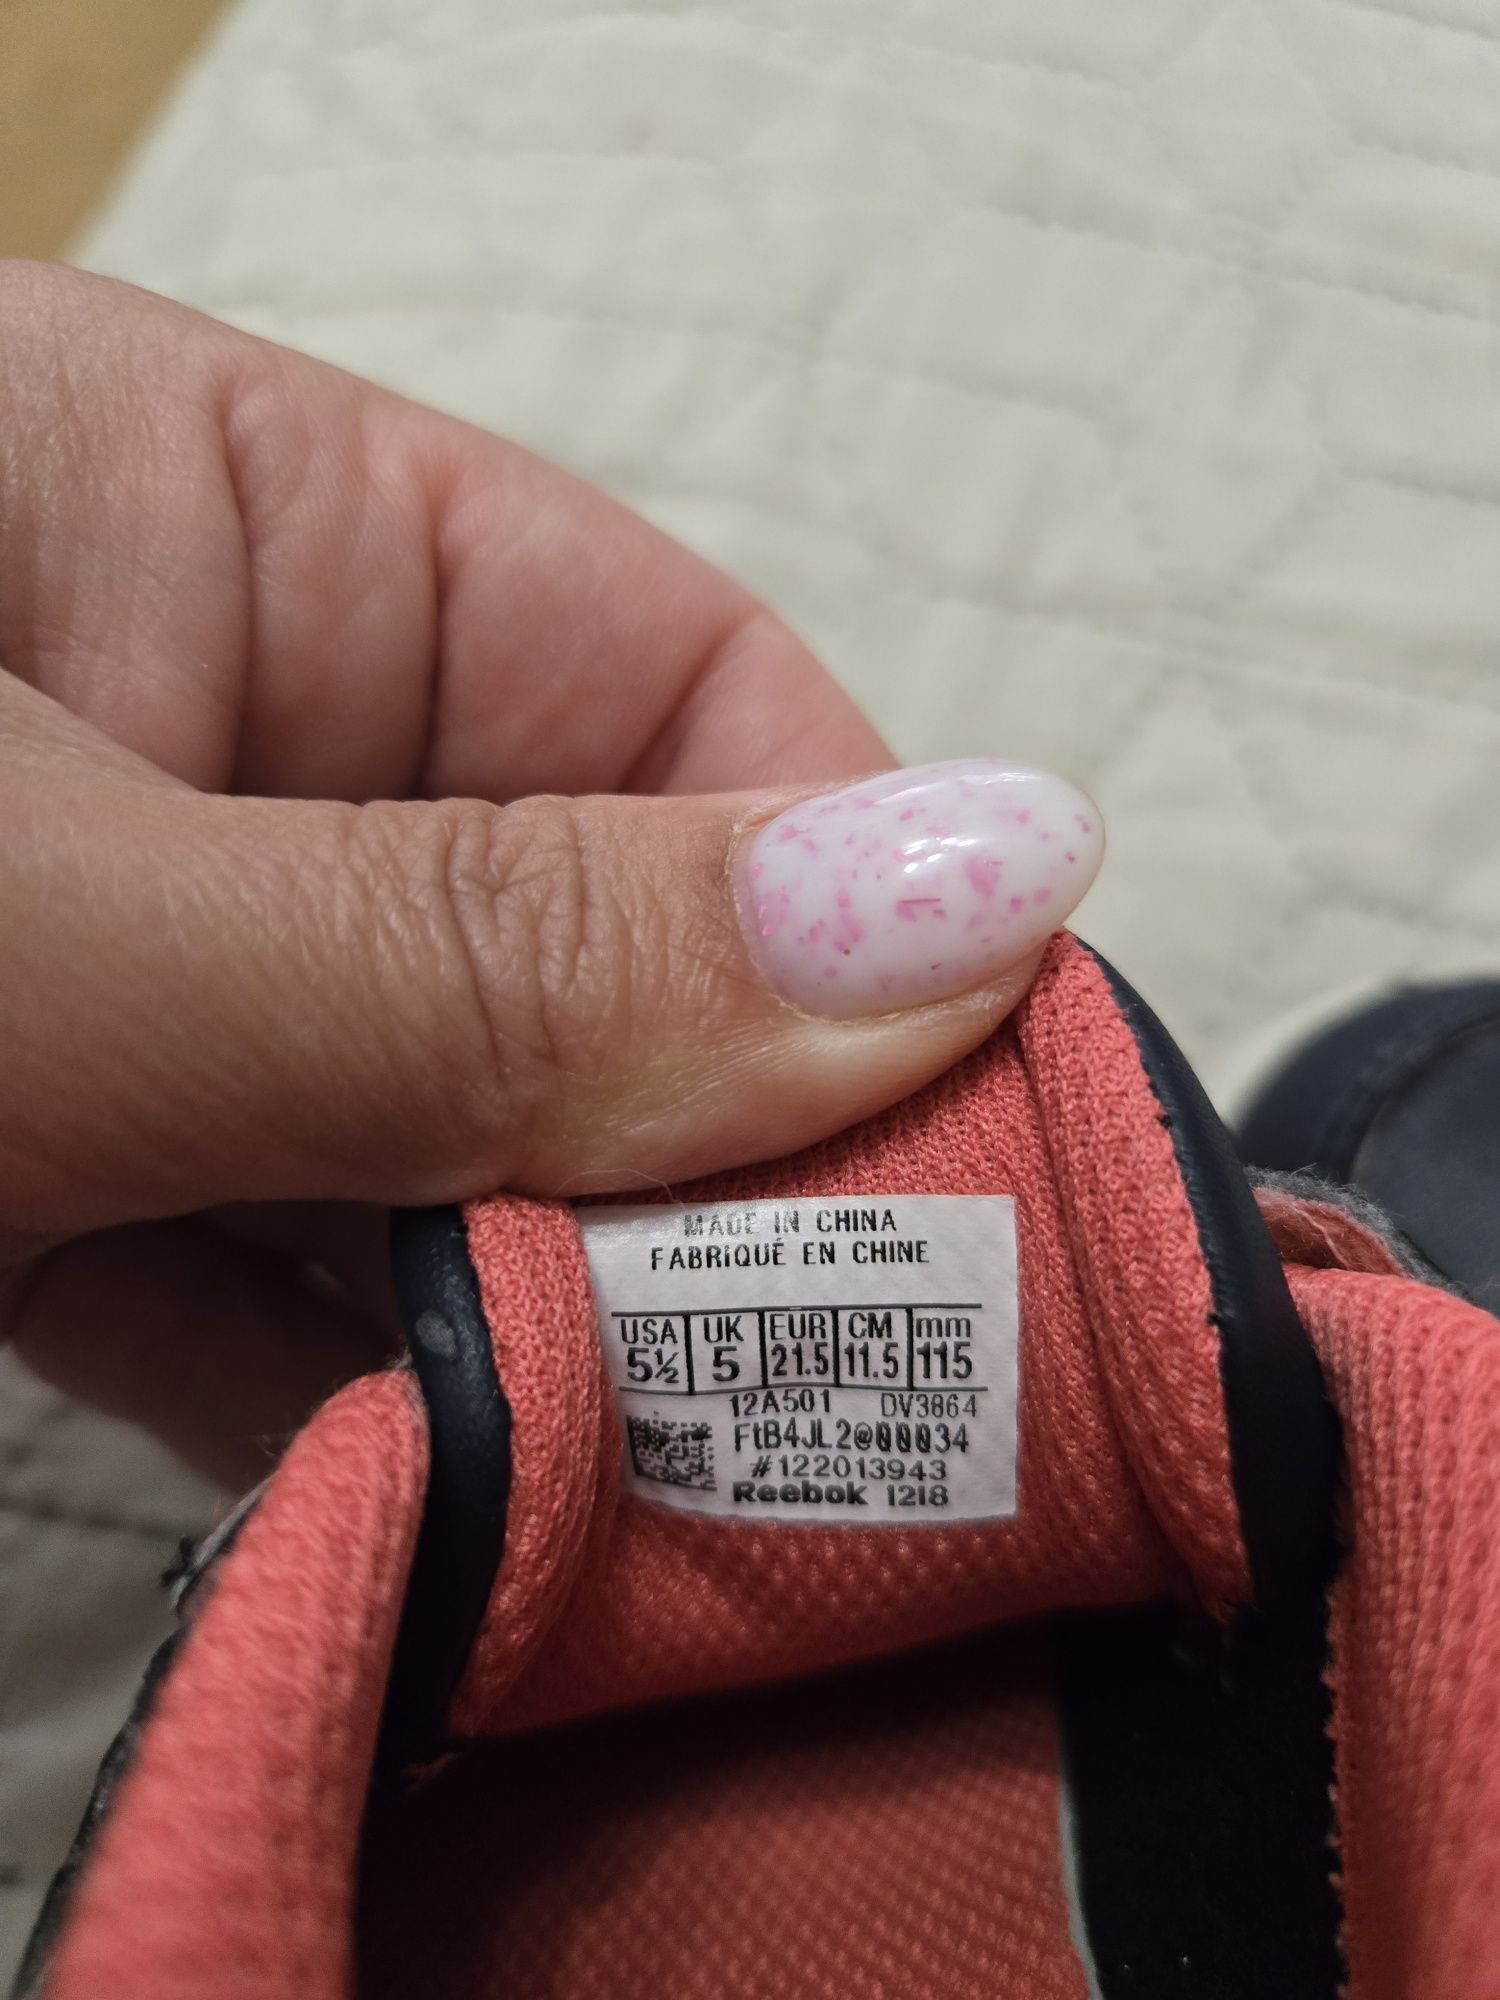 MADE IN CHINA
FABRIQUÉ EN CHINE
USA UK EUR CM mm
5½ 5 21.5 11.5 115
12A501 DV3864
FtB4JL2@00034
#122013943
Reebok 1218